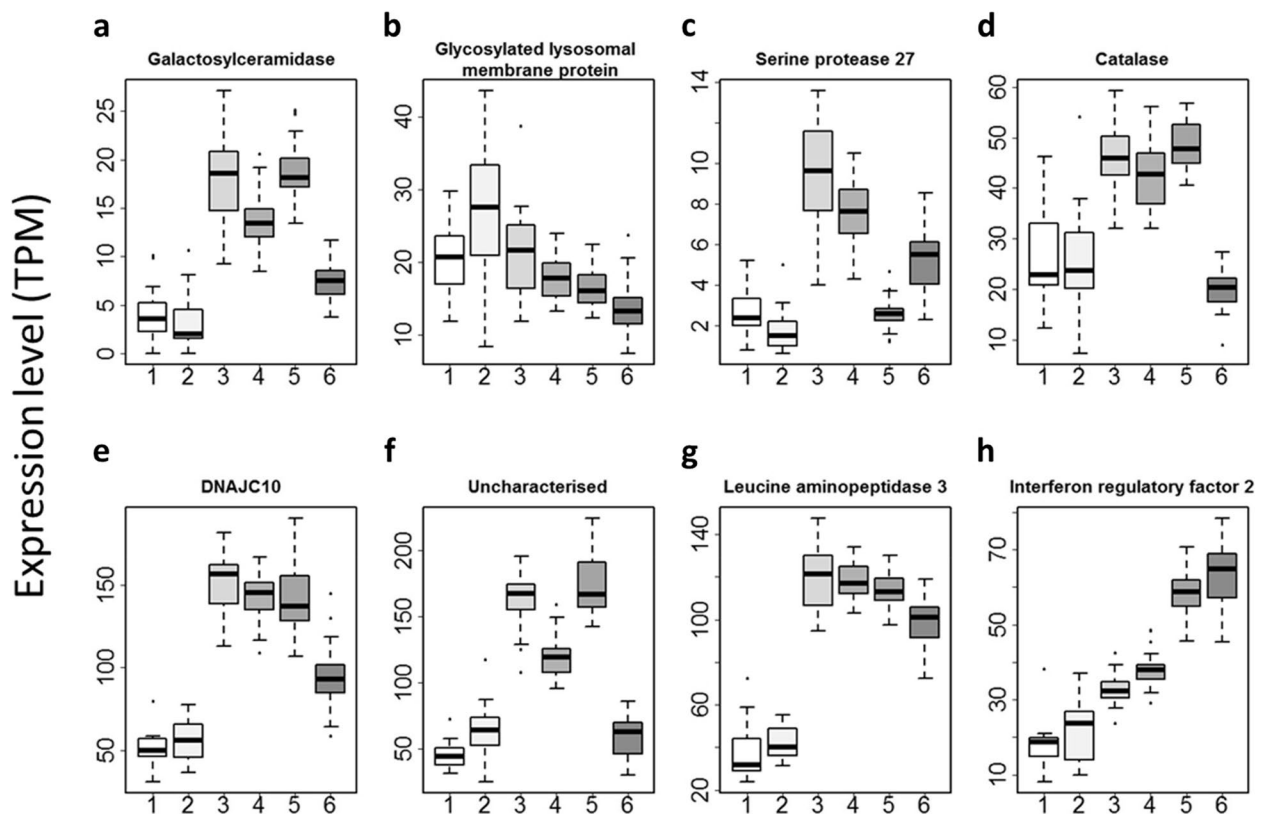 a
Galactosylceramidase
b
Glycosylated lysosomal
membrane protein
c
Serine protease 27
d
Catalase
Expression level (TPM)
25
20
15
10
5
0
1 2 3 4 5 6
40
30
20
10
1 2 3 4 5 6
14
10
8
6
4
2
1 2 3 4 5 6
60
50
40
30
20
10
1 2 3 4 5 6
e
DNAJC10
f
Uncharacterised
g
Leucine aminopeptidase 3
h
Interferon regulatory factor 2
150
100
50
1 2 3 4 5 6
200
150
100
50
1 2 3 4 5 6
140
100
60
20
1 2 3 4 5 6
70
50
30
10
1 2 3 4 5 6